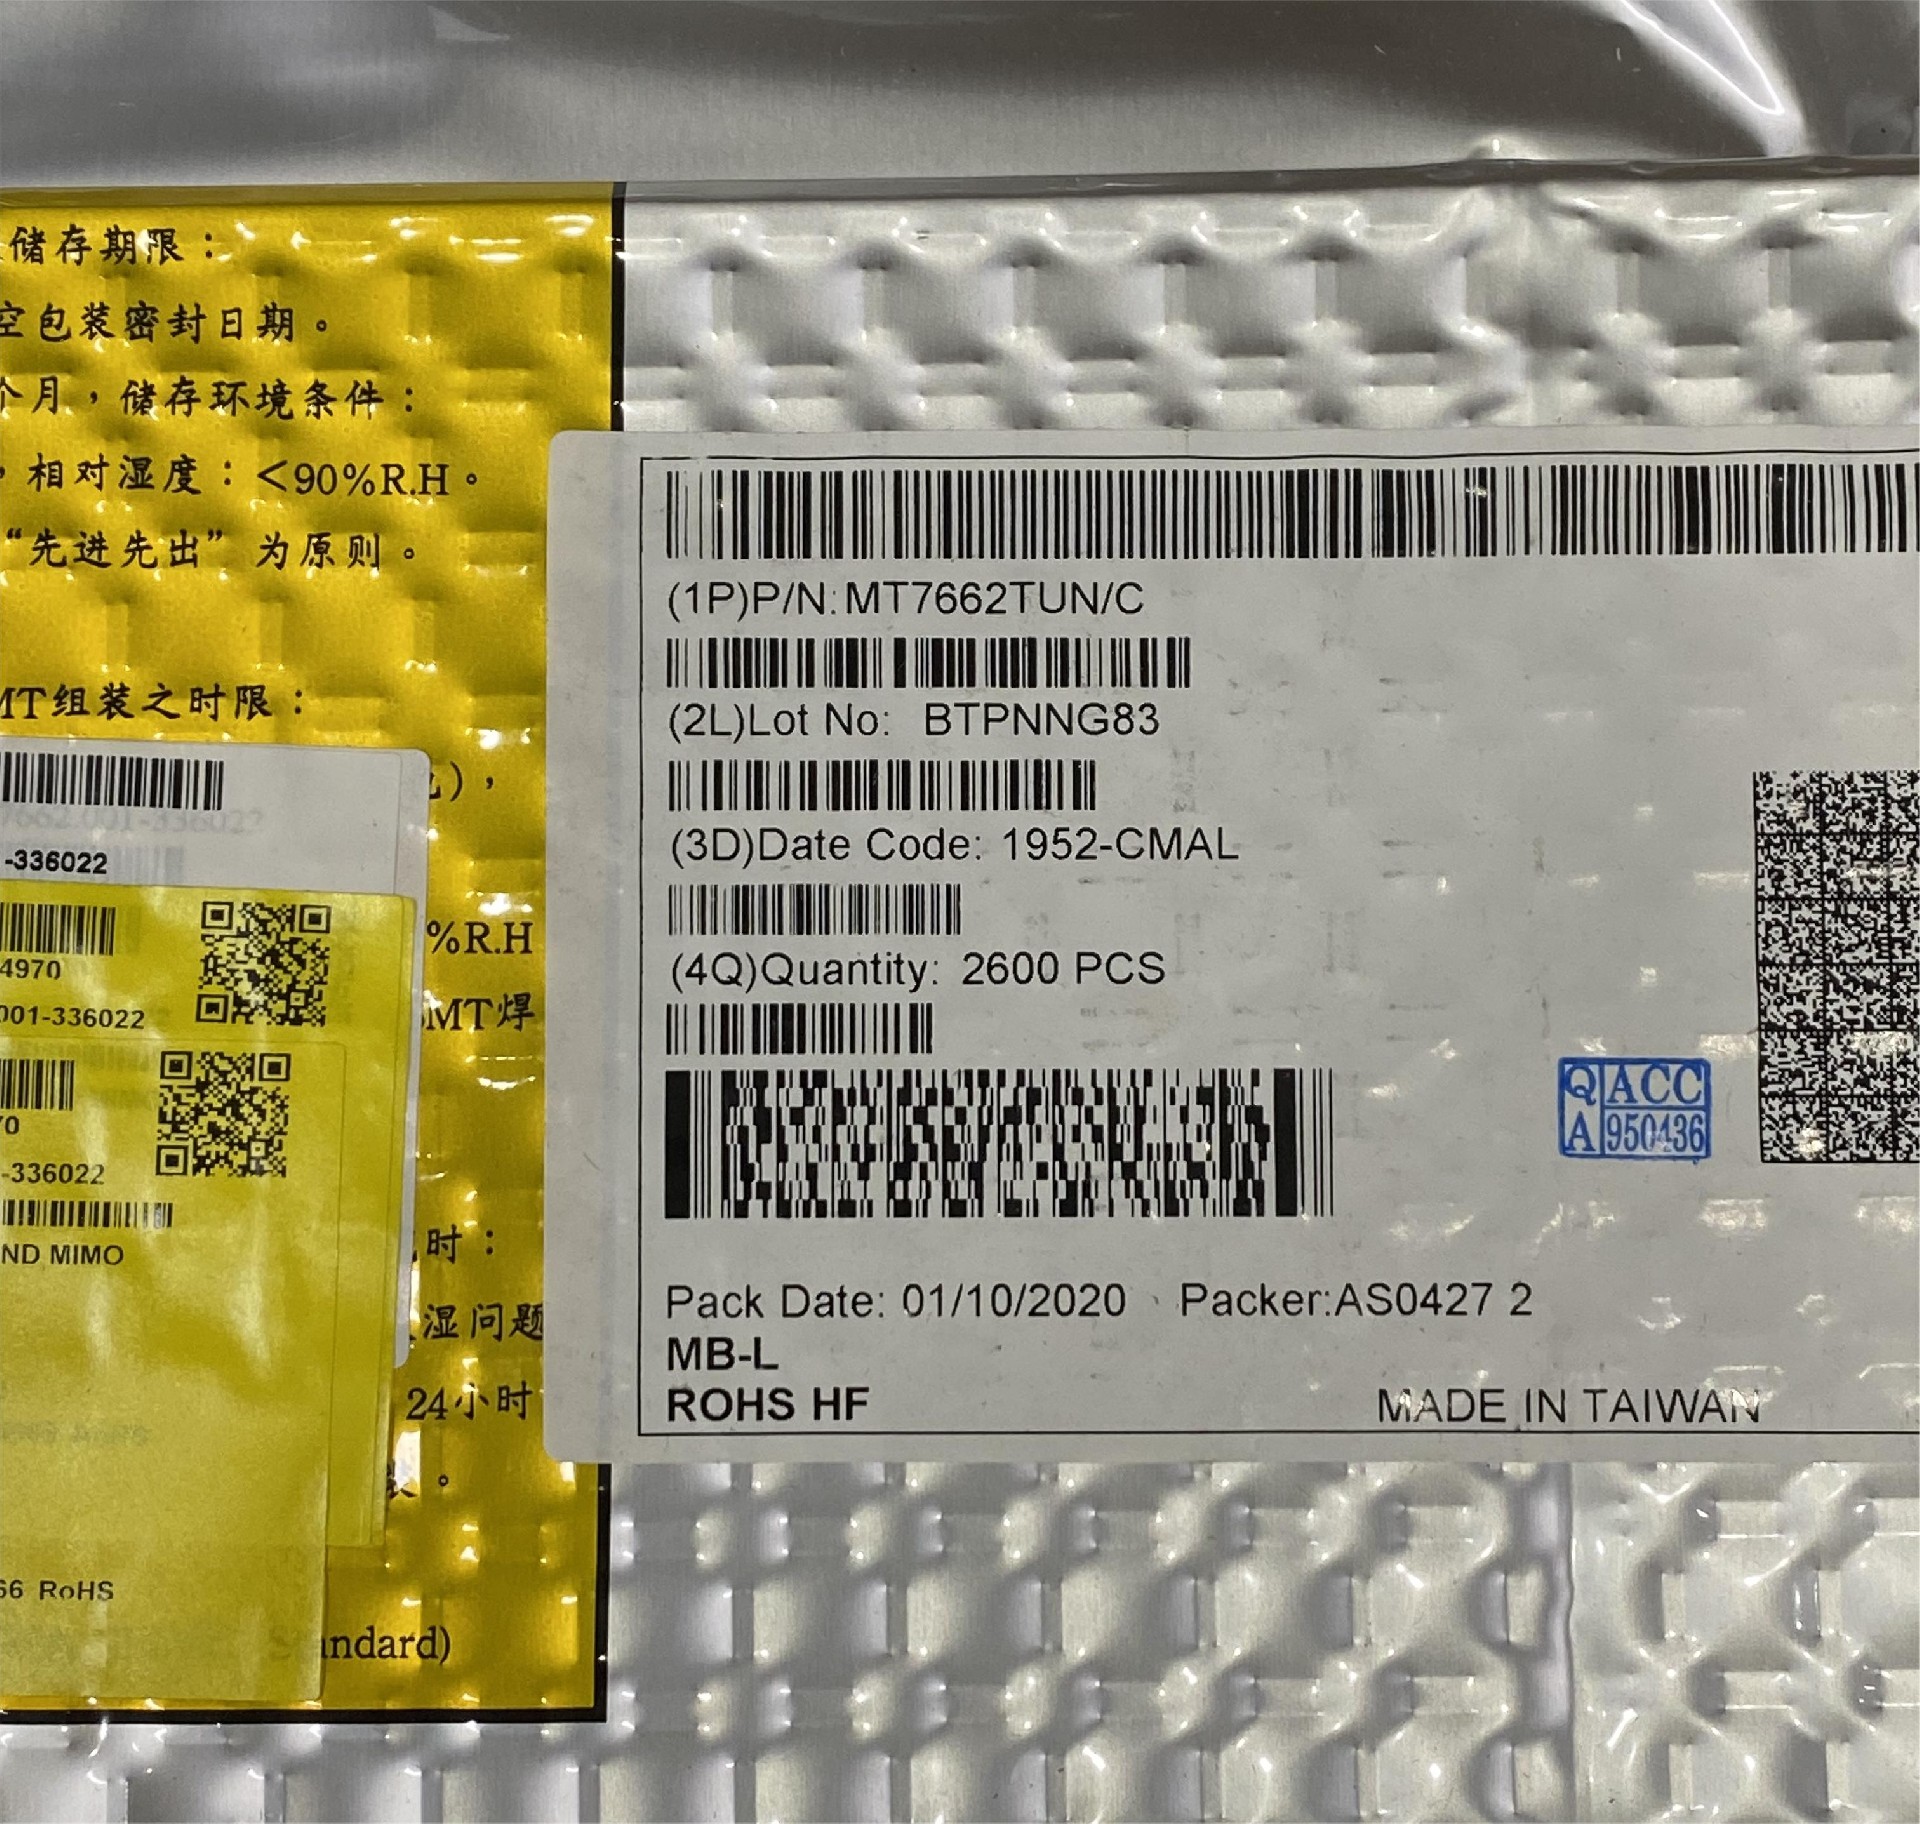 储存期限：
空包装密封日期。
个月，储存环境条件：
，相对湿度：<90%R.H。
“先进先出”为原则。
MT组装之时限：
），
-336022
%R.H
4970
MT焊
001-336022
70
-336022
时：
ND MIMO
湿问题
24小时
。
66 RoHS
andard)
(1P)P/N:MT7662TUN/C
(2L)Lot No: BTPNNG83
(3D)Date Code: 1952-CMAL
(4Q)Quantity: 2600 PCS
QA ACC
950436
Pack Date: 01/10/2020 Packer:AS0427 2
MB-L
ROHS HF
MADE IN TAIWAN